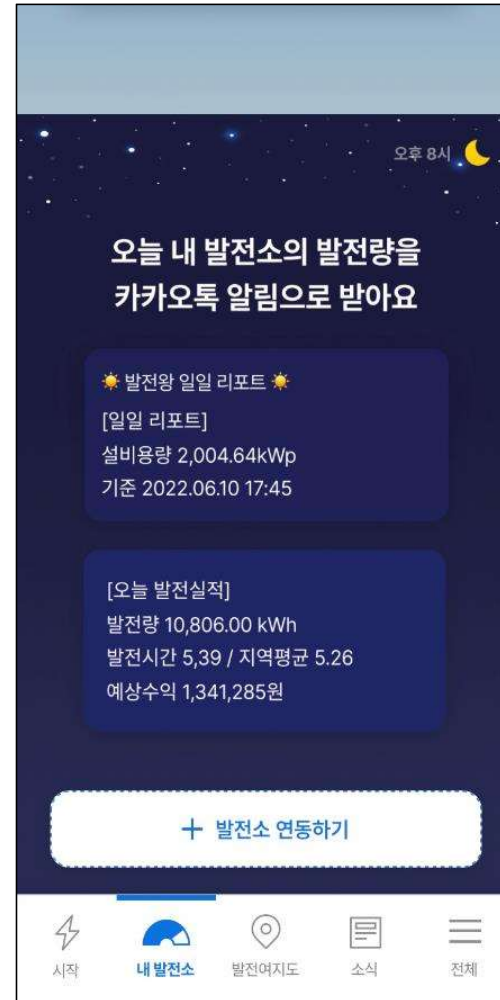 오후 8시
오늘 내 발전소의 발전량을
카카오톡 알림으로 받아요
발전왕 일일 리포트
[일일 리포트]
설비용량 2,004.64kWp
기준 2022.06.10 17:45
[오늘 발전실적]
발전량 10,806.00 kWh
발전시간 5,39 / 지역평균 5.26
예상수익 1,341,285원
+ 발전소 연동하기
시작
내 발전소
발전여지도
소식
전체